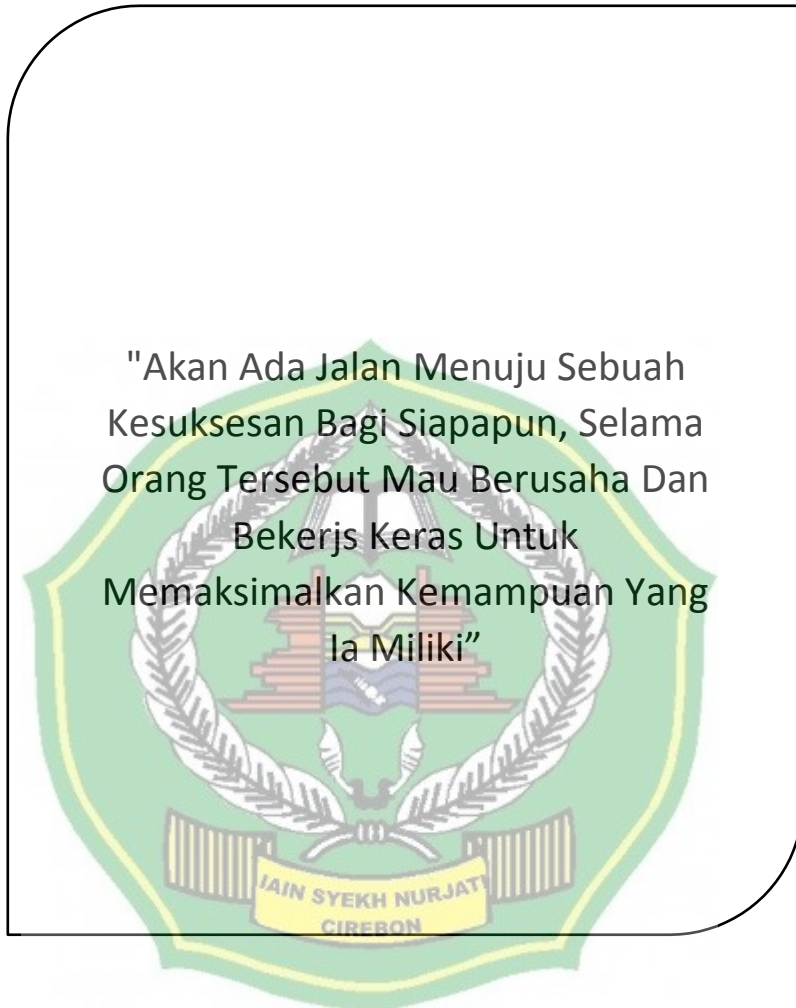 "Akan Ada Jalan Menuju Sebuah
Kesuksesan Bagi Siapapun, Selama
Orang Tersebut Mau Berusaha Dan
Bekerjs Keras Untuk
Memaksimalkan Kemampuan Yang
Ia Miliki”
IAIN SYEKH NURJATI
CIREBON